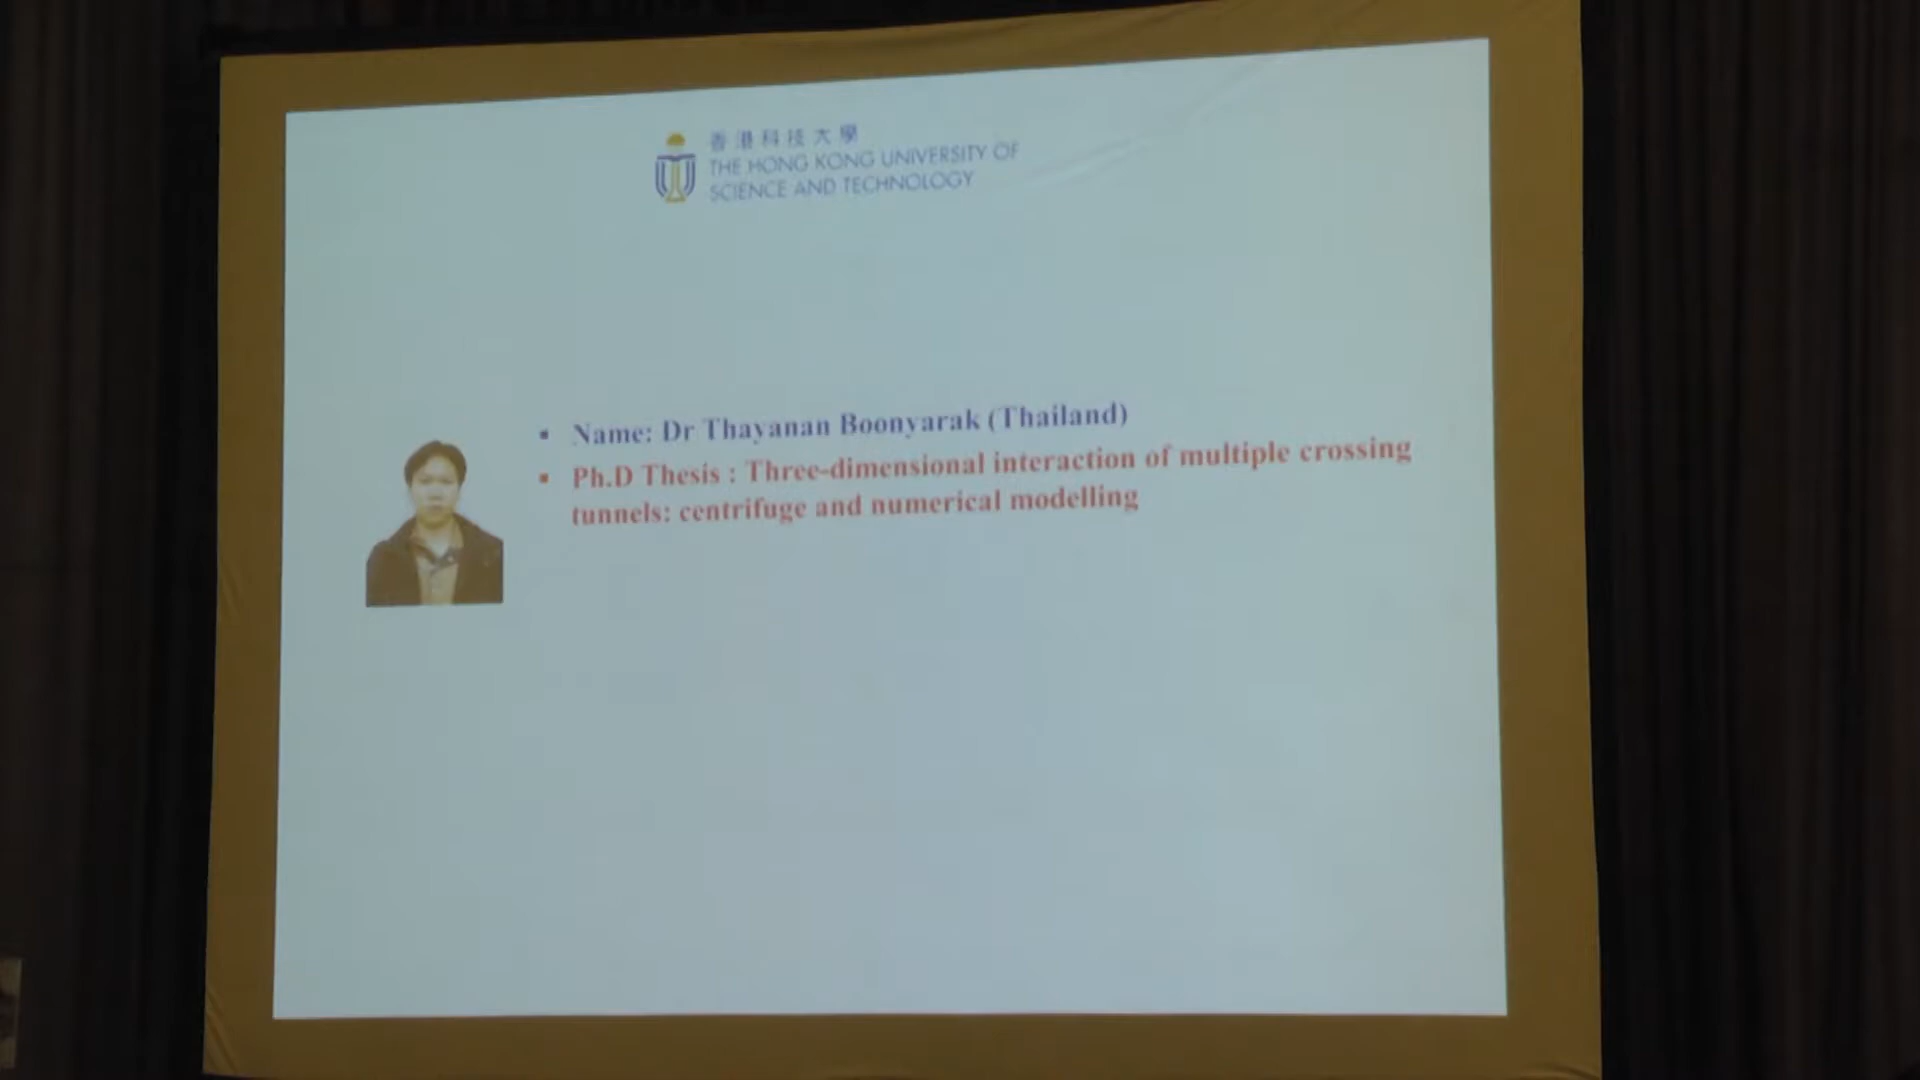 香港科技大學
THE HONG KONG UNIVERSITY OF
SCIENCE AND TECHNOLOGY
▪ Name: Dr Thayanan Boonyarak (Thailand)
▪ Ph.D Thesis : Three-dimensional interaction of multiple crossing
tunnels: centrifuge and numerical modelling